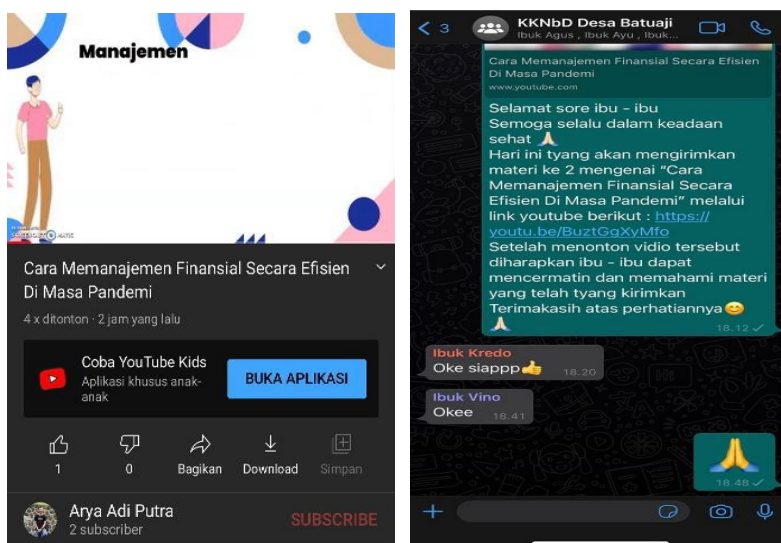 Manajemen
Cara Memanajemen Finansial Secara Efisien
Di Masa Pandemi
4 x ditonton · 2 jam yang lalu
Coba YouTube Kids
Aplikasi khusus anak-
anak
BUKA APLIKASI
1
0
Bagikan
Download
Simpan
Arya Adi Putra
2 subscriber
SUBSCRIBE
3
KKNbD Desa Batuaji
Ibuk Agus , Ibuk Ayu , Ibuk...
Cara Memanajemen Finansial Secara Efisien
Di Masa Pandemi
www.youtube.com
Selamat sore ibu - ibu
Semoga selalu dalam keadaan
sehat 🙏
Hari ini tyang akan mengirimkan
materi ke 2 mengenai "Cara
Memanajemen Finansial Secara
Efisien Di Masa Pandemi" melalui
link youtube berikut : https://
youtu.be/BuztGgXyMfo
Setelah menonton vidio tersebut
diharapkan ibu - ibu dapat
mencermatin dan memahami materi
yang telah tyang kirimkan
Terimakasih atas perhatiannya😊
🙏
18.12
Ibuk Kredo
Oke siappp👍
18.20
Ibuk Vino
Okee
18.41
🙏
18.48